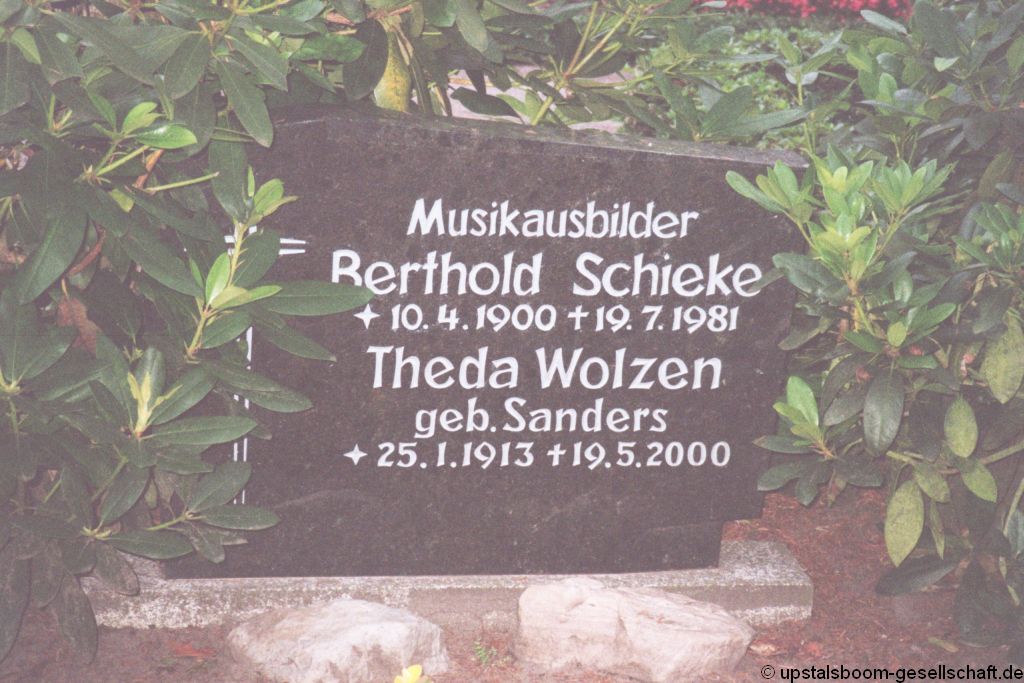 Musikausbilder
Berthold Schieke
✦ 10. 4. 1900 ✝ 19. 7. 1981
Theda Wolzen
geb. Sanders
✦ 25. 1. 1913 ✝ 19. 5. 2000
© upstalsboom-gesellschaft.de